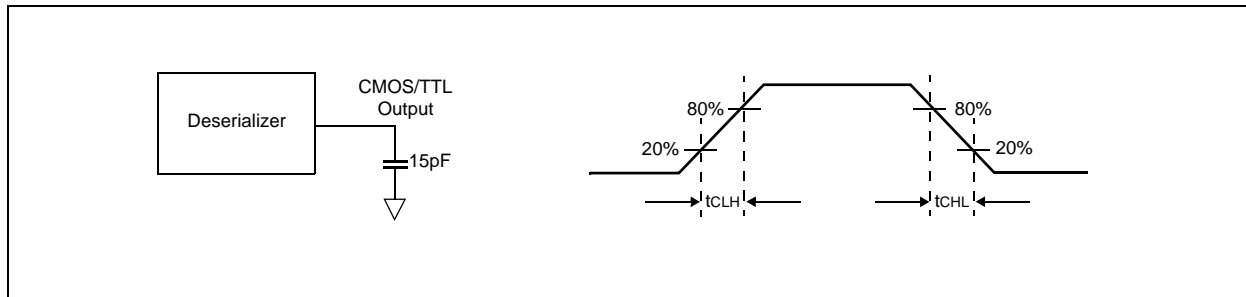 Deserializer
CMOS/TTL
Output
15pF
80%
20%
80%
20%
tCLH
tCHL